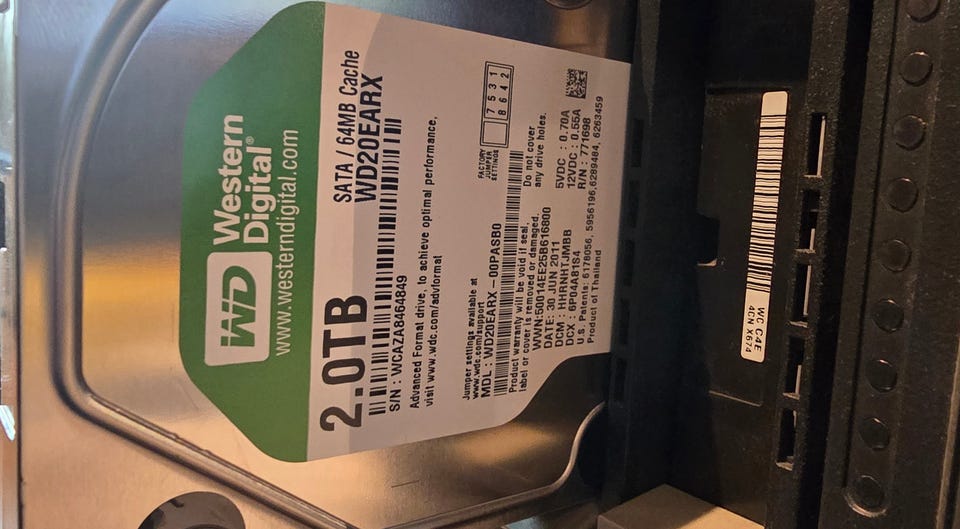 WD
Western
Digital®
www.westerndigital.com
2.0TB
SATA / 64MB Cache
WD20EARX
S/N : WCAZA8464849
Advanced Format drive, to achieve optimal performance,
visit www.wdc.com/advformat
FACTORY
JUMPER
SETTINGS
7 5 3 1
8 6 4 2
Jumper settings available at
www.wdc.com/support
MDL: WD20EARX – 00PASB0
Product warranty will be void if seal,
label or cover is removed or damaged.
Do not cover
any drive holes.
WWN:50014EE25B616800
DATE: 30 JUN 2011
DCM : HHRNHTJMBB
DCX : 6P04A81S4
5VDC : 0.70A
12VDC : 0.55A
R/N : 771698
U.S. Patents: 6178056, 5956196,6289484, 6263459
Product of Thailand
WC C4E
4CN X674